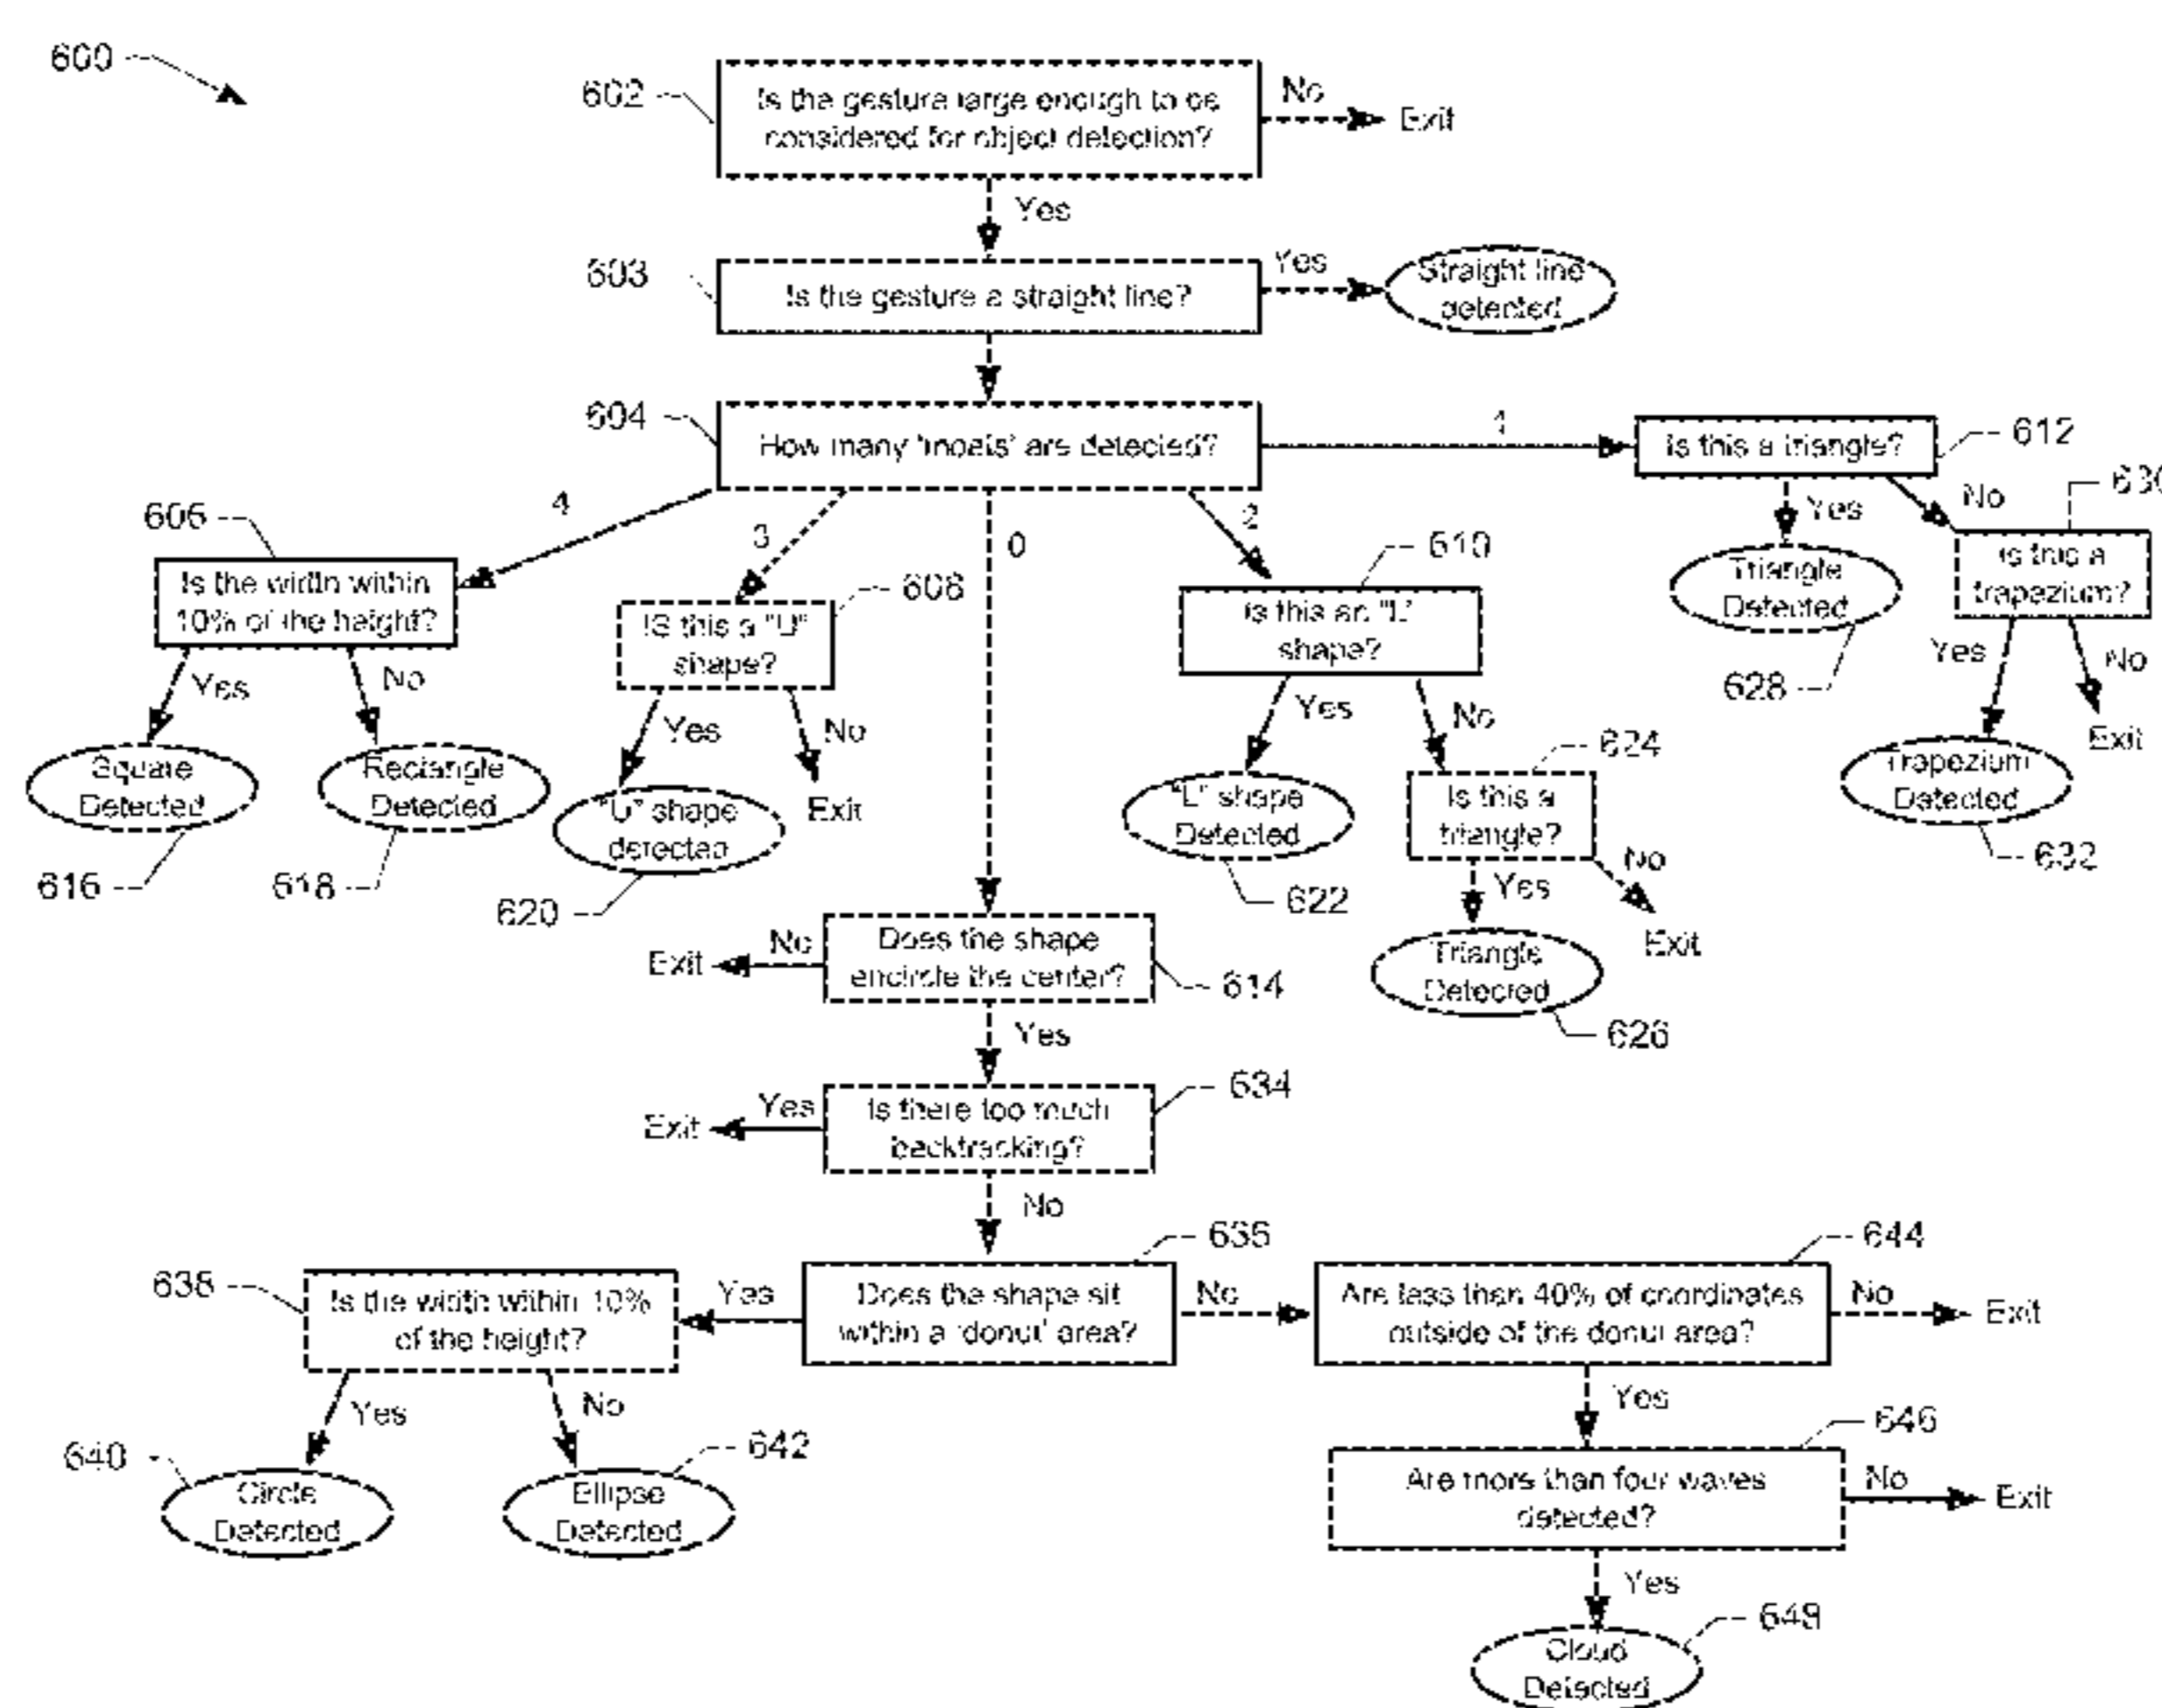 600
602
Is the gesture large enough to be
considered for object detection?
No
Exit
Yes
603
Is the gesture a straight line?
Yes
Straight line
detected
604
How many 'moats' are detected?
1
Is this a triangle?
612
4
3
0
2
Yes
No
630
606
Is the width within
10% of the height?
IS this a "U"
shape?
608
Is this an "L"
shape?
610
Triangle
Detected
Is this a
trapezium?
628
Yes
No
Yes
No
Yes
No
Yes
No
Square
Detected
Rectangle
Detected
"U" shape
detected
Exit
"L" shape
Detected
624
Is this a
triangle?
Trapezium
Detected
Exit
616
618
620
622
Yes
No
632
Exit
No
Does the shape
encircle the center?
614
Triangle
Detected
Exit
626
Yes
Exit
Yes
Is there too much
backtracking?
634
No
638
Is the width within 10%
of the height?
Yes
Does the shape sit
within a 'donut' area?
636
No
Are less than 40% of coordinates
outside of the donut area?
644
No
Exit
Yes
No
Yes
640
Circle
Detected
642
Ellipse
Detected
646
Are more than four waves
detected?
No
Exit
Yes
648
Cloud
Detected